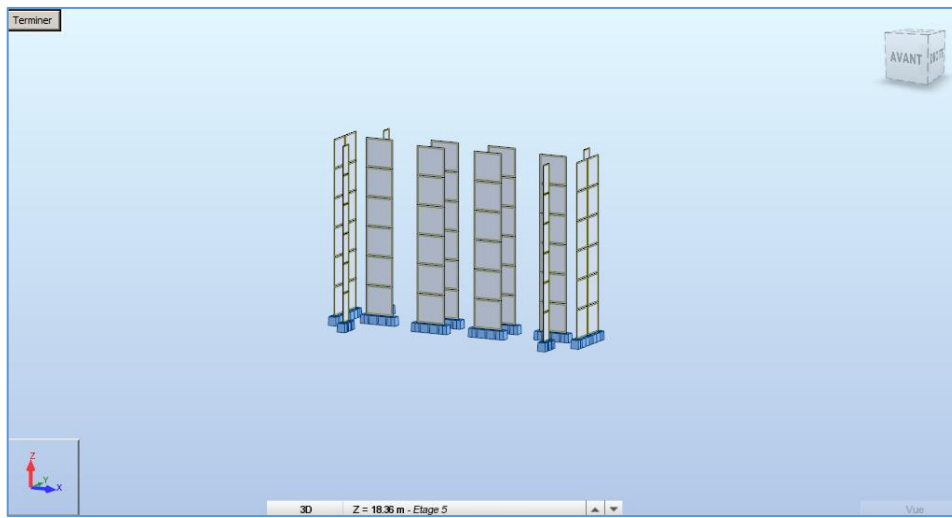 Terminer
AVANT
Z
Y
X
3D
Z = 18.36 m - Etage 5
Vue